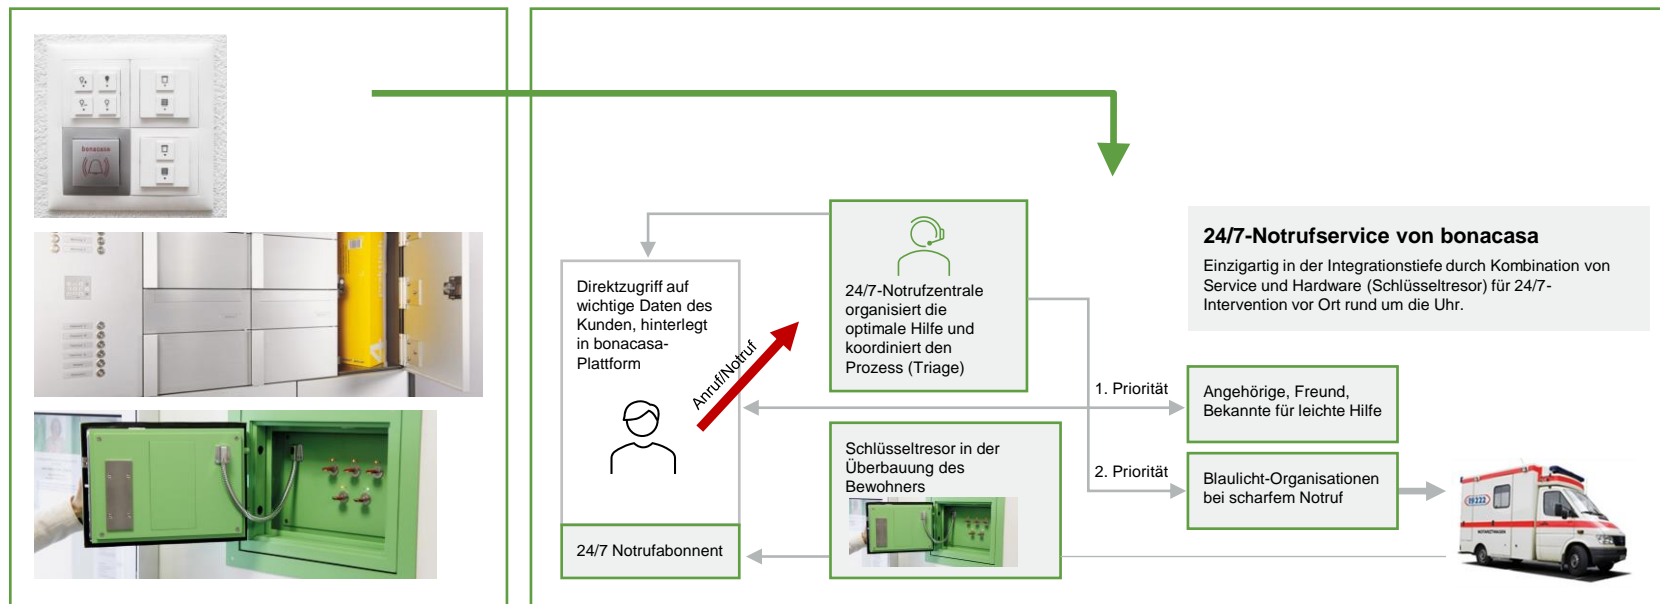 bonacasa
Direktzugriff auf
wichtige Daten des
Kunden, hinterlegt
in bonacasa-
Plattform
Anruf/Notruf
24/7 Notrufabonnent
24/7-Notrufzentrale
organisiert die
optimale Hilfe und
koordiniert den
Prozess (Triage)
Schlüsseltresor in der
Überbauung des
Bewohners
1. Priorität
2. Priorität
24/7-Notrufservice von bonacasa
Einzigartig in der Integrationstiefe durch Kombination von
Service und Hardware (Schlüsseltresor) für 24/7-
Intervention vor Ort rund um die Uhr.
Angehörige, Freund,
Bekannte für leichte Hilfe
Blaulicht-Organisationen
bei scharfem Notruf
19222
NOTARZTWAGEN